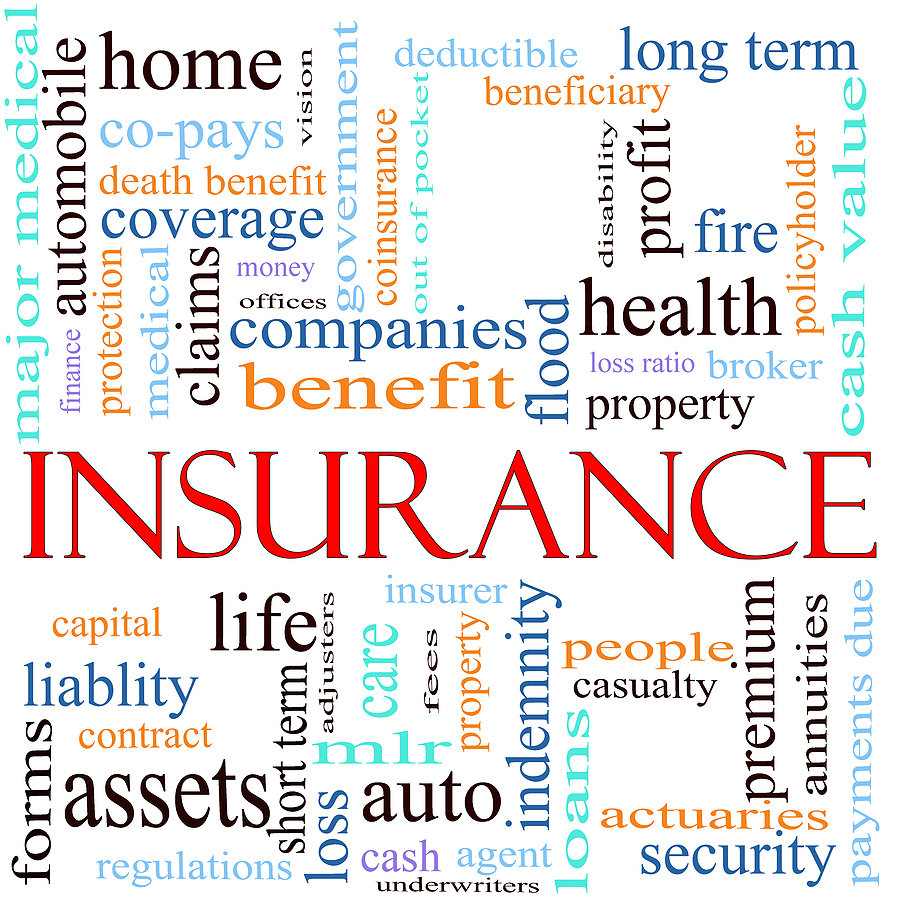 major medical
automobile
home
vision
government
deductible
long term
beneficiary
co-pays
coinsurance
out of pocket
disability
profit
policyholder
cash value
death benefit
coverage
fire
protection
medical
claims
money
offices
companies
flood
health
finance
benefit
loss ratio
broker
property
INSURANCE
capital
life
adjusters
care
insurer
fees
property
indemnity
people
premium
annuities
payments due
liablity
casualty
contract
short term
mlr
loans
forms
assets
loss
auto
actuaries
security
regulations
cash
agent
underwriters